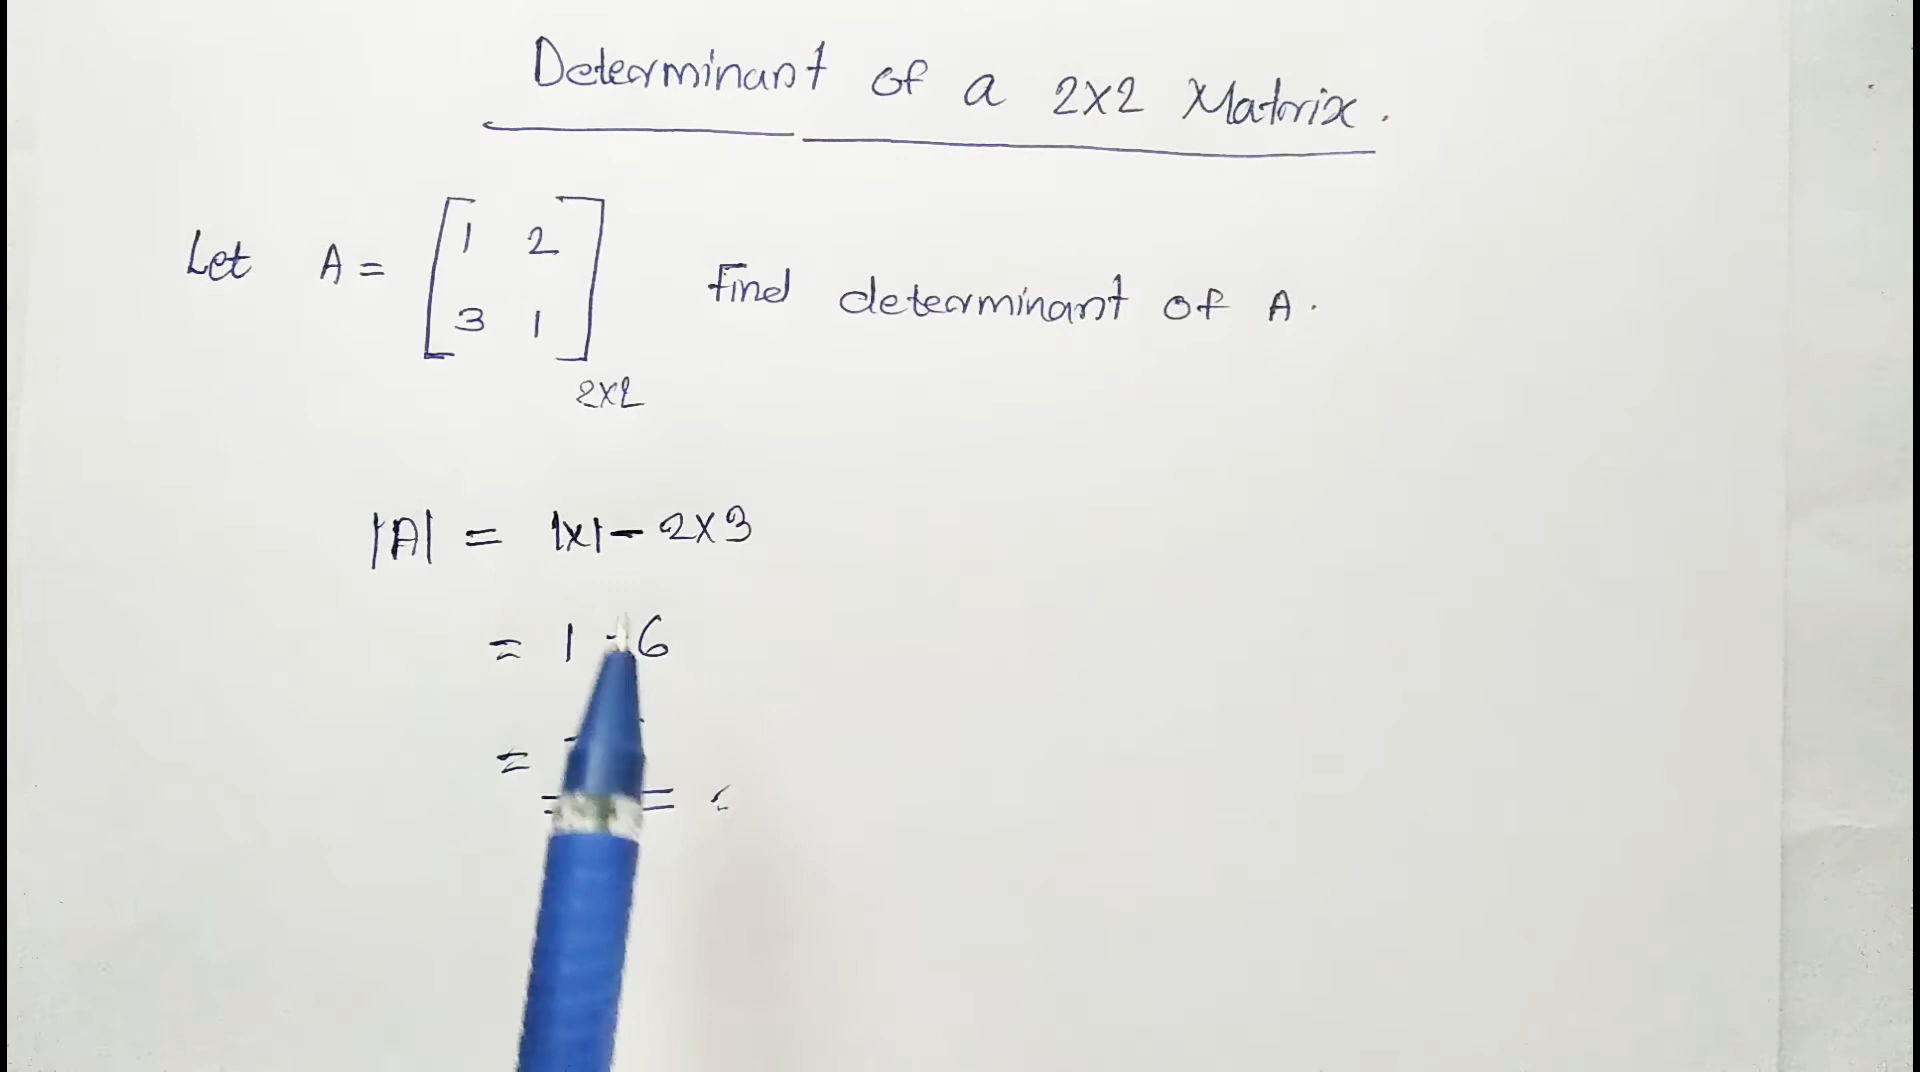 Determinant of a 2x2 Matrix.
Let A = [ 1 2
3 1 ] 2x2 Find determinant of A.
|A| = 1x1 - 2x3
= 1 - 6
=